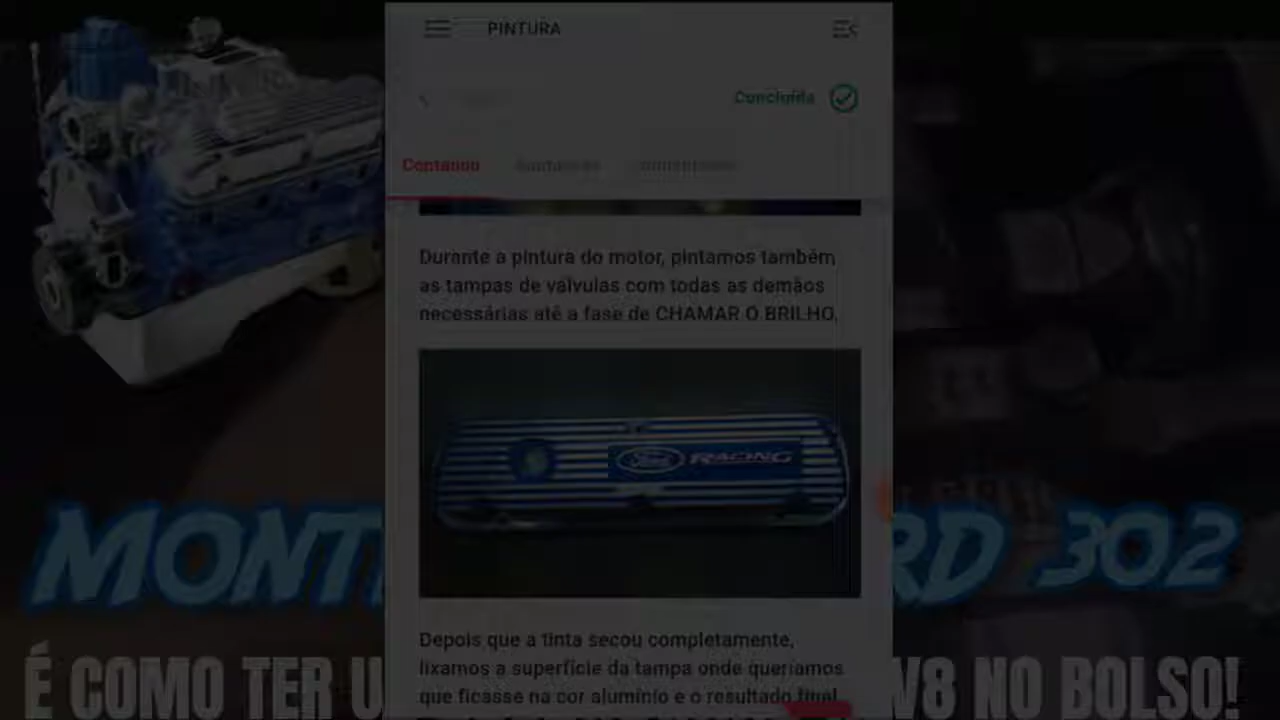 PINTURA
Concluída
Conteúdo
Durante a pintura do motor, pintamos também
as tampas de válvulas com todas as demãos
necessárias até a fase de CHAMAR O BRILHO.
Ford RACING
302
Depois que a tinta secou completamente,
lixamos a superfície da tampa onde queríamos
que ficasse na cor alumínio e o resultado final
É COMO TER U
V8 NO BOLSO!